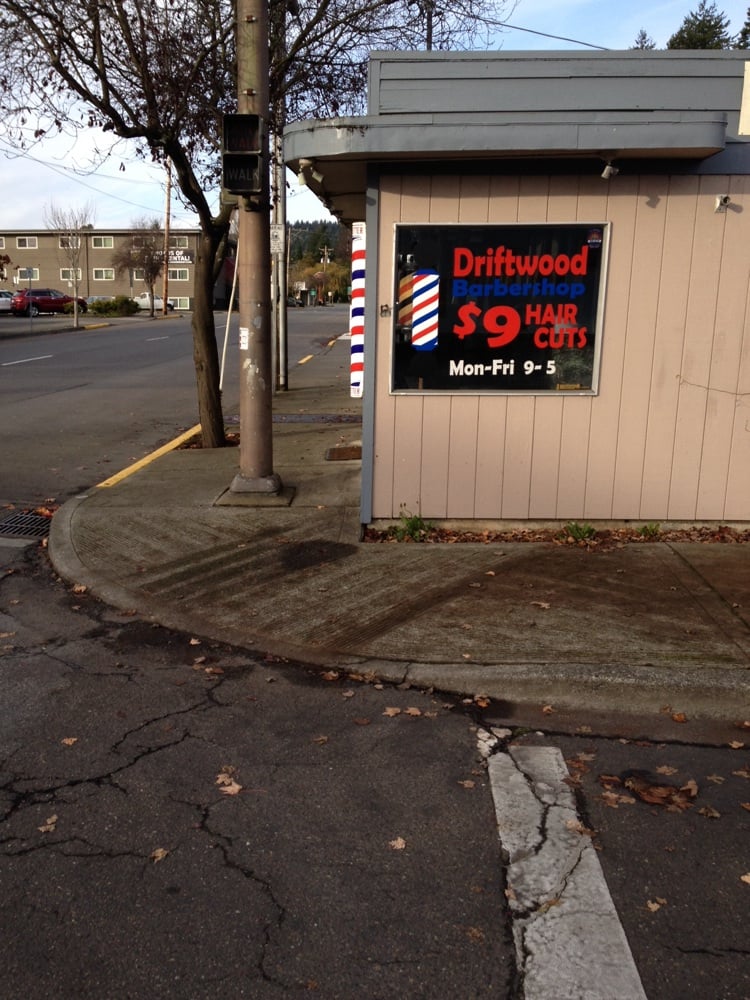 WALK
Driftwood
Barbershop
$9 HAIR
CUTS
Mon-Fri 9-5